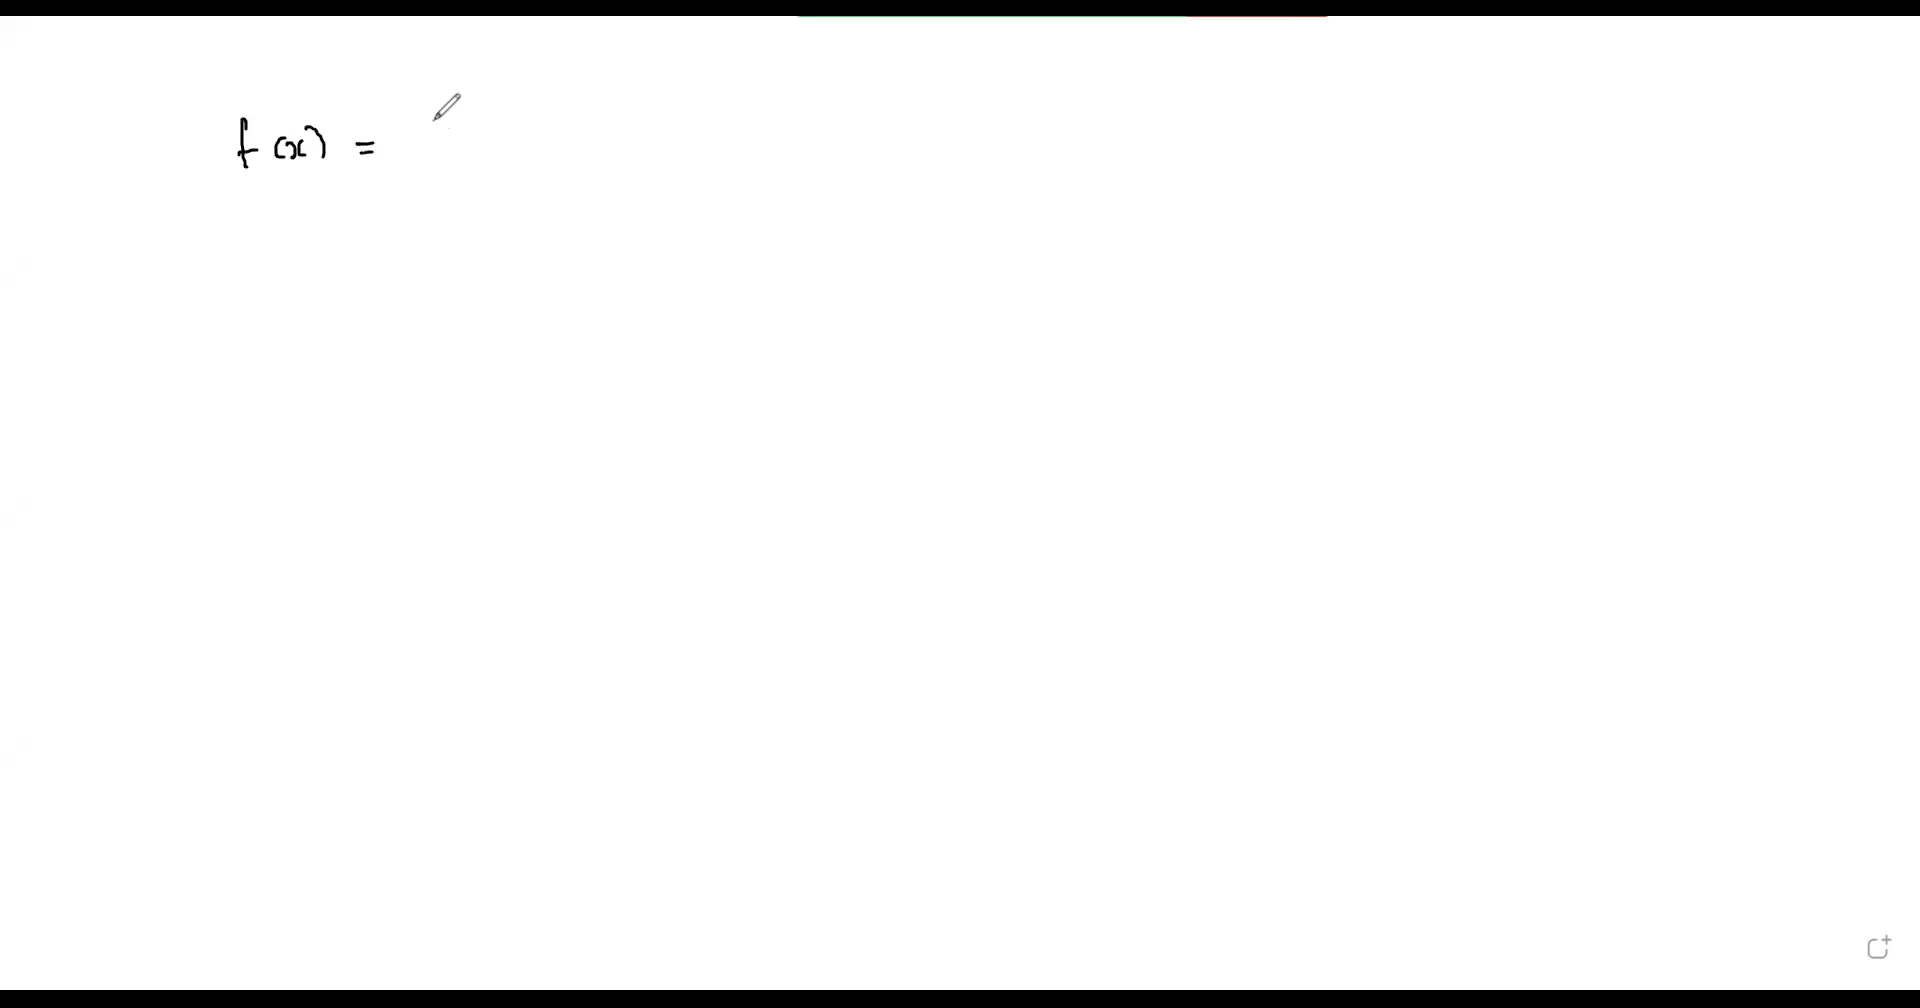 f(x) =